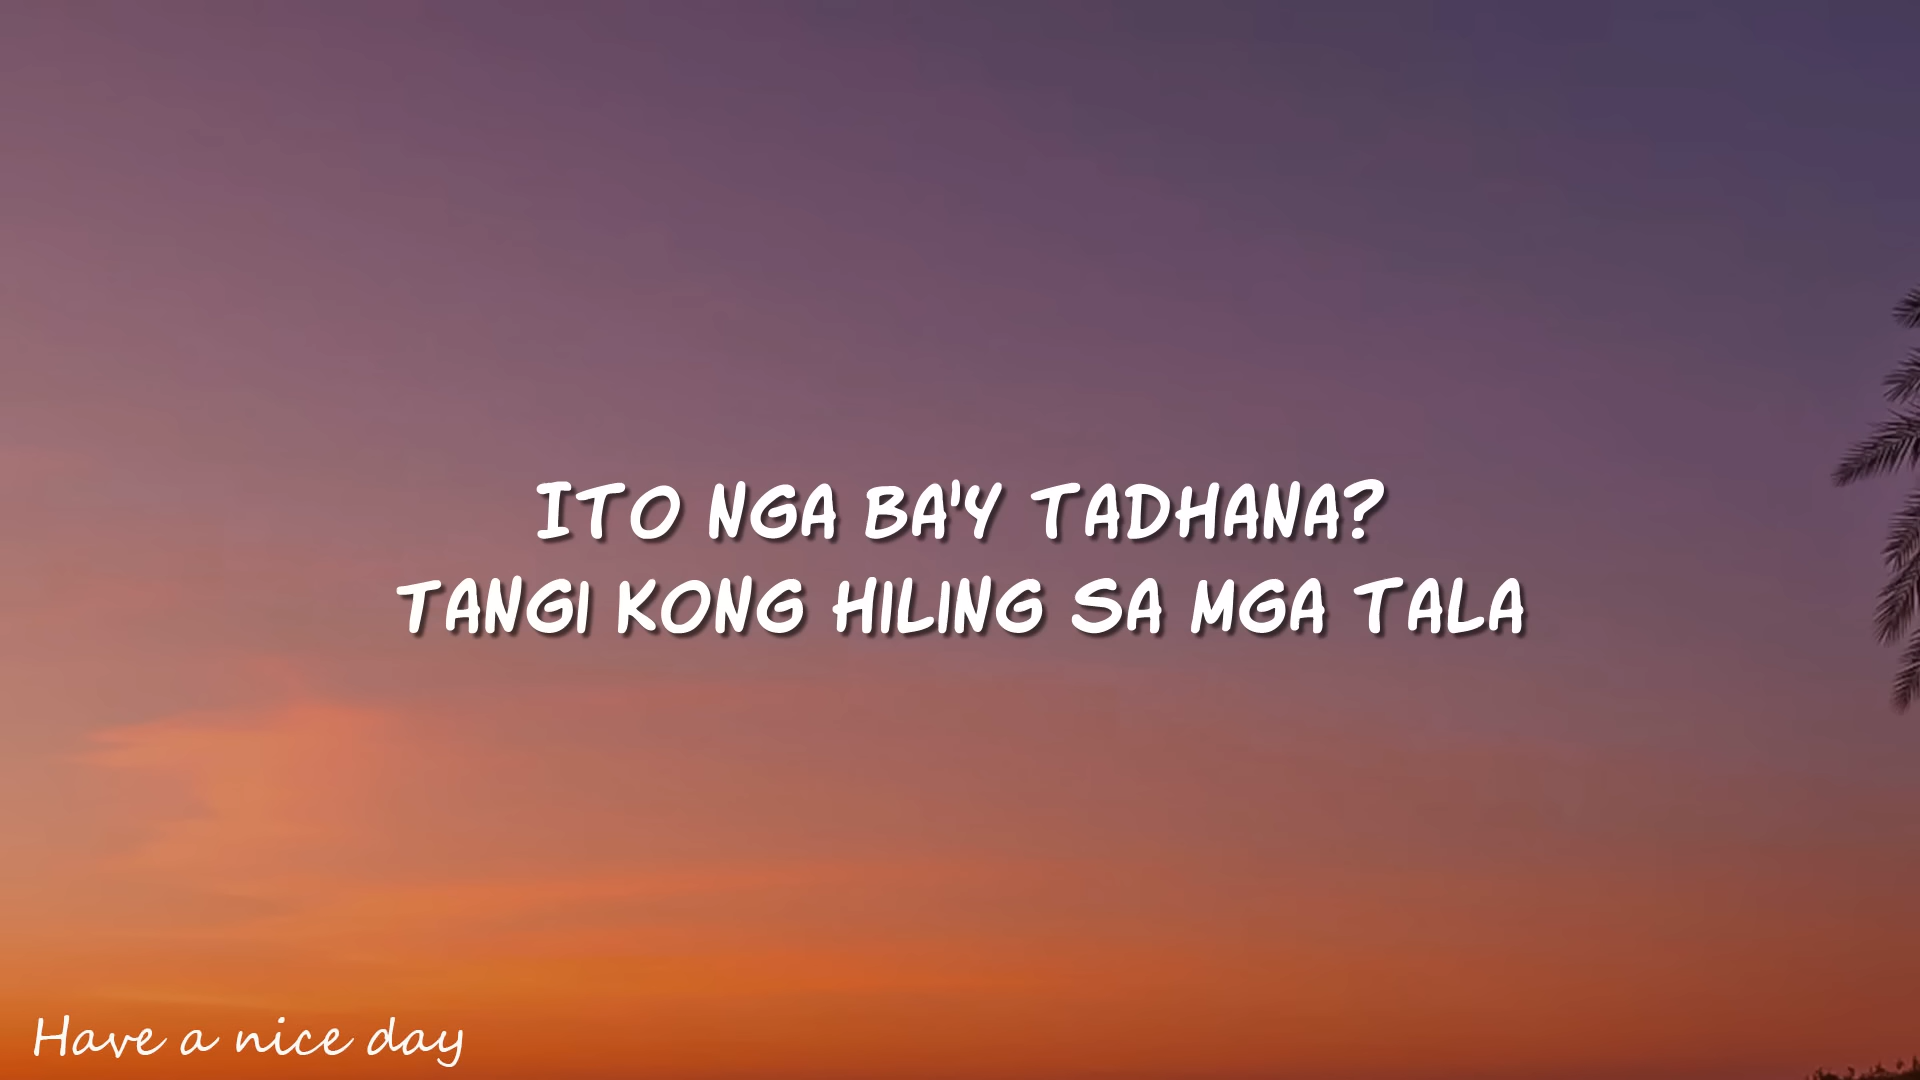 ITO NGA BA'Y TADHANA?
TANGI KONG HILING SA MGA TALA
Have a nice day